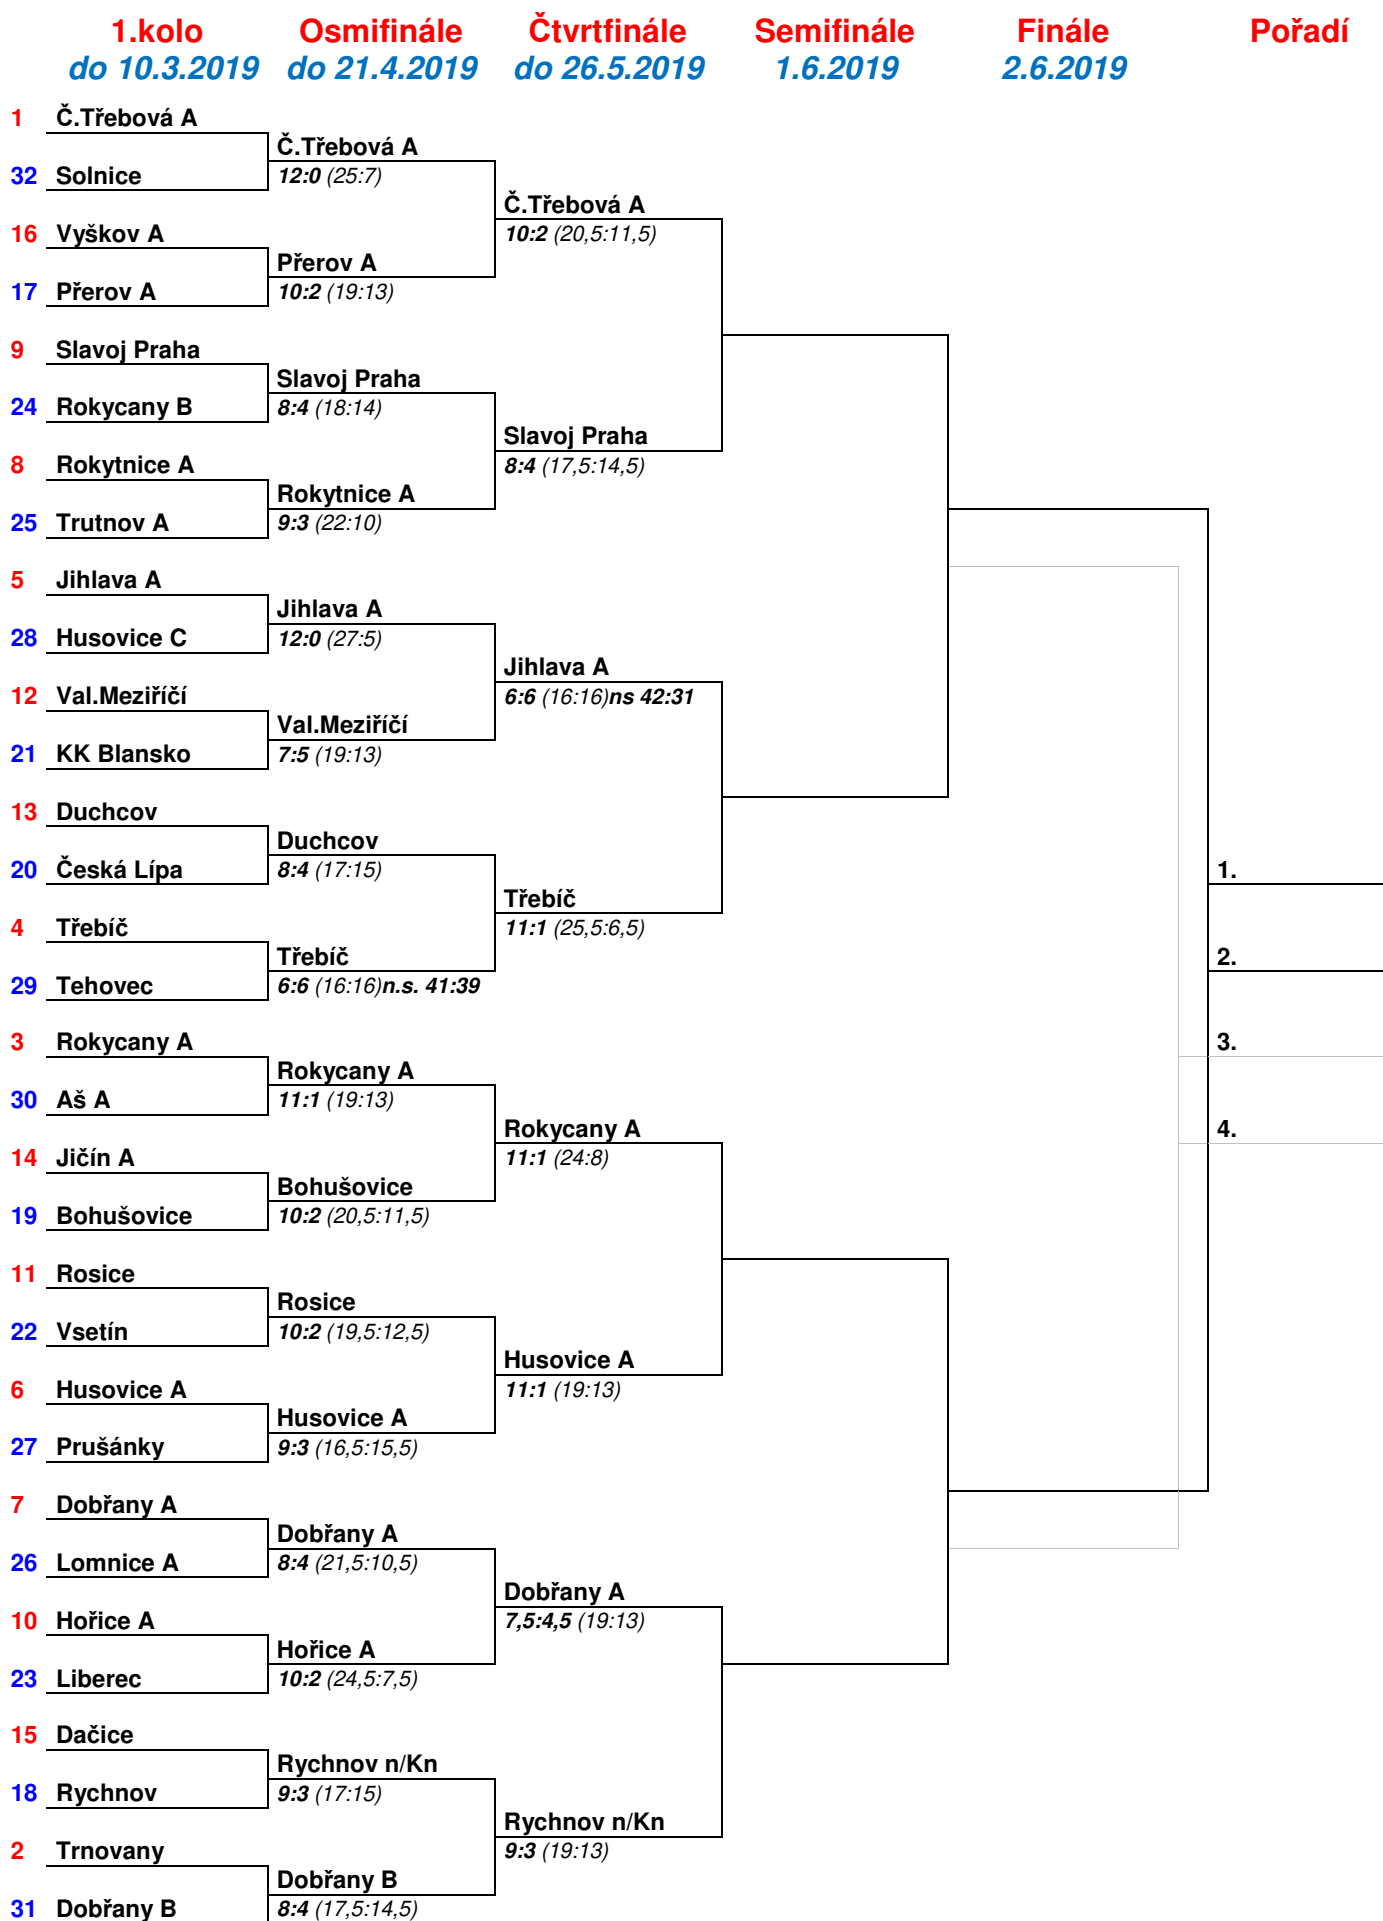 1.kolo Osmifinále Čtvrtfinále Semifinále Finále Pořadí
do 10.3.2019 do 21.4.2019 do 26.5.2019 1.6.2019 2.6.2019
1 Č.Třebová A
Č.Třebová A
32 Solnice 12:0 (25:7)
Č.Třebová A
16 Vyškov A 10:2 (20,5:11,5)
Přerov A
17 Přerov A 10:2 (19:13)
9 Slavoj Praha
Slavoj Praha
24 Rokycany B 8:4 (18:14)
Slavoj Praha
8 Rokytnice A 8:4 (17,5:14,5)
Rokytnice A
25 Trutnov A 9:3 (22:10)
5 Jihlava A
Jihlava A
28 Husovice C 12:0 (27:5)
Jihlava A
12 Val.Meziříčí 6:6 (16:16)ns 42:31
Val.Meziříčí
21 KK Blansko 7:5 (19:13)
13 Duchcov
Duchcov
20 Česká Lípa 8:4 (17:15) 1.
Třebíč
4 Třebíč 11:1 (25,5:6,5)
Třebíč 2.
29 Tehovec 6:6 (16:16)n.s. 41:39
3 Rokycany A 3.
Rokycany A
30 Aš A 11:1 (19:13)
Rokycany A 4.
14 Jičín A 11:1 (24:8)
Bohušovice
19 Bohušovice 10:2 (20,5:11,5)
11 Rosice
Rosice
22 Vsetín 10:2 (19,5:12,5)
Husovice A
6 Husovice A 11:1 (19:13)
Husovice A
27 Prušánky 9:3 (16,5:15,5)
7 Dobřany A
Dobřany A
26 Lomnice A 8:4 (21,5:10,5)
Dobřany A
10 Hořice A 7,5:4,5 (19:13)
Hořice A
23 Liberec 10:2 (24,5:7,5)
15 Dačice
Rychnov n/Kn
18 Rychnov 9:3 (17:15)
Rychnov n/Kn
2 Trnovany 9:3 (19:13)
Dobřany B
31 Dobřany B 8:4 (17,5:14,5)